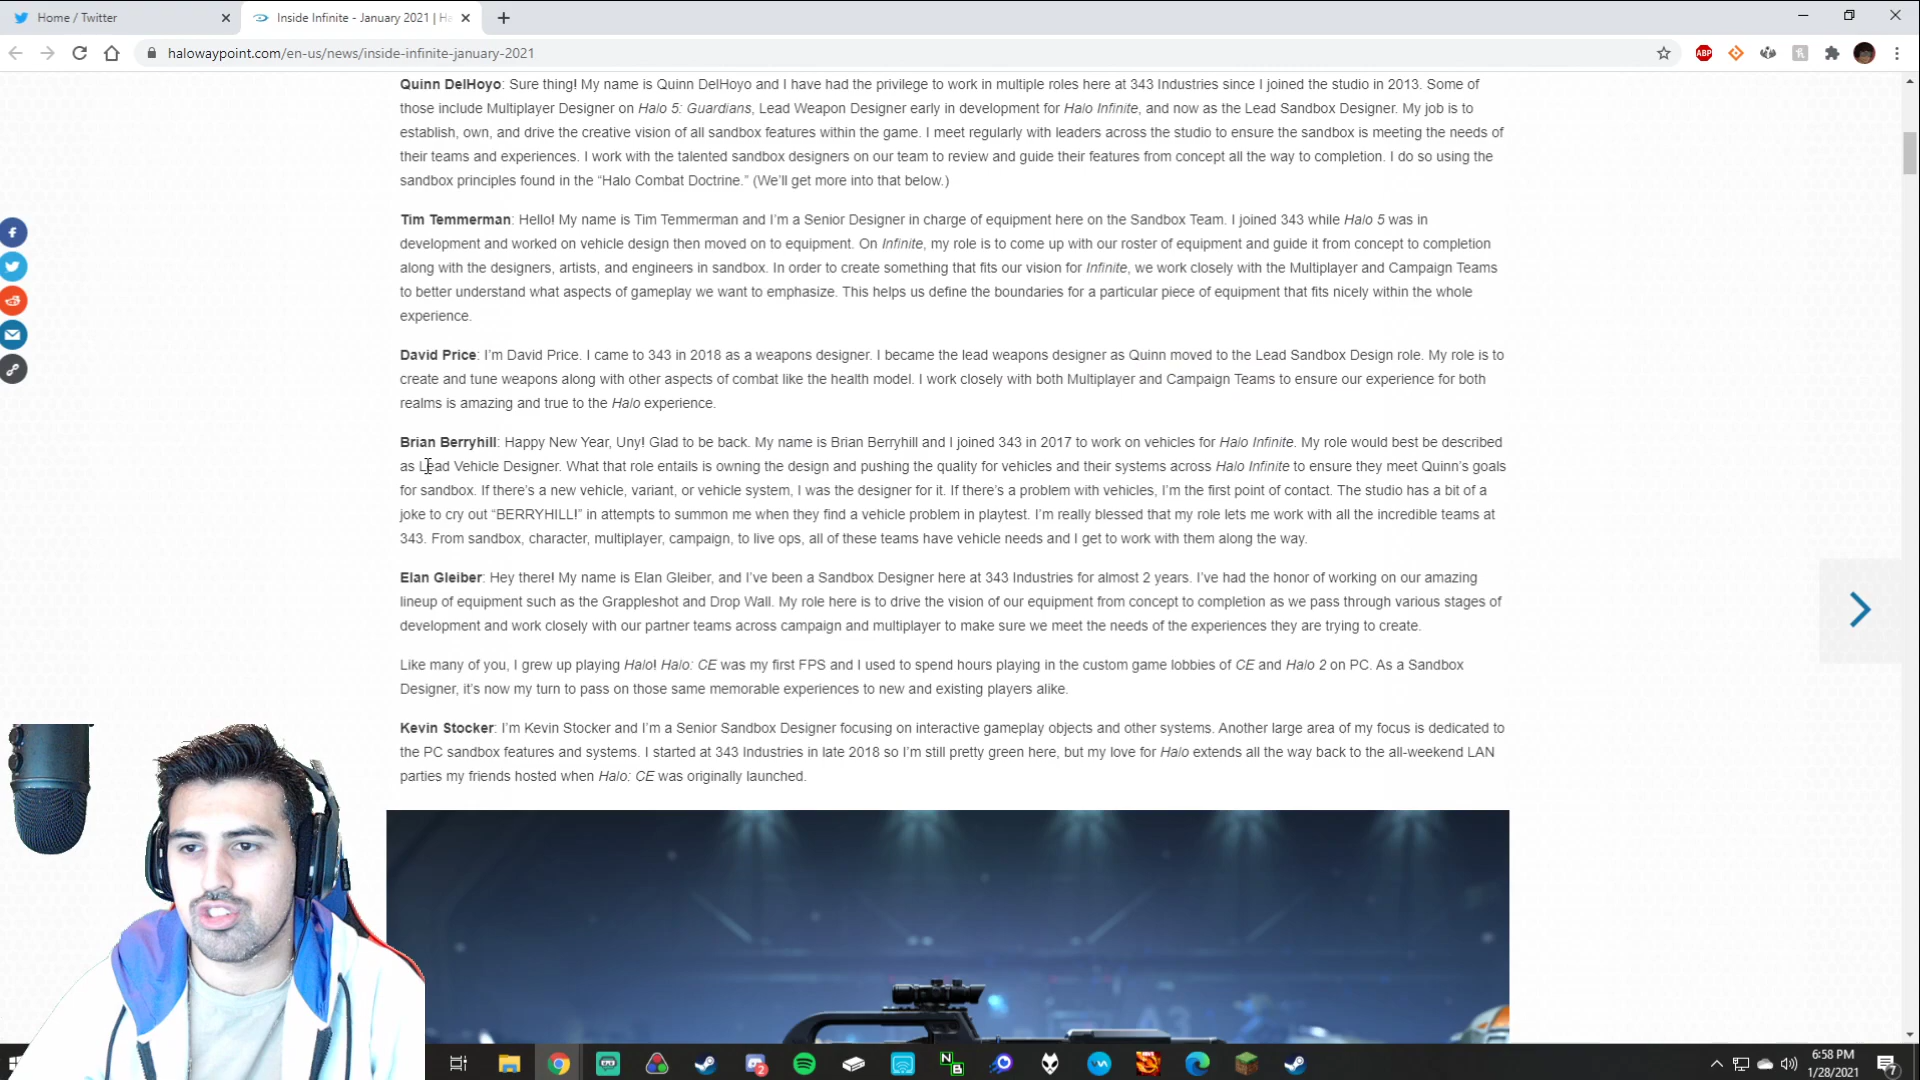 Home / Twitter
Inside Infinite - January 2021 | Ha
halowaypoint.com/en-us/news/inside-infinite-january-2021
ABP
Quinn DelHoyo: Sure thing! My name is Quinn DelHoyo and I have had the privilege to work in multiple roles here at 343 Industries since I joined the studio in 2013. Some of
those include Multiplayer Designer on Halo 5: Guardians, Lead Weapon Designer early in development for Halo Infinite, and now as the Lead Sandbox Designer. My job is to
establish, own, and drive the creative vision of all sandbox features within the game. I meet regularly with leaders across the studio to ensure the sandbox is meeting the needs of
their teams and experiences. I work with the talented sandbox designers on our team to review and guide their features from concept all the way to completion. I do so using the
sandbox principles found in the “Halo Combat Doctrine.” (We’ll get more into that below.)
Tim Temmerman: Hello! My name is Tim Temmerman and I’m a Senior Designer in charge of equipment here on the Sandbox Team. I joined 343 while Halo 5 was in
development and worked on vehicle design then moved on to equipment. On Infinite, my role is to come up with our roster of equipment and guide it from concept to completion
along with the designers, artists, and engineers in sandbox. In order to create something that fits our vision for Infinite, we work closely with the Multiplayer and Campaign Teams
to better understand what aspects of gameplay we want to emphasize. This helps us define the boundaries for a particular piece of equipment that fits nicely within the whole
experience.
David Price: I’m David Price. I came to 343 in 2018 as a weapons designer. I became the lead weapons designer as Quinn moved to the Lead Sandbox Design role. My role is to
create and tune weapons along with other aspects of combat like the health model. I work closely with both Multiplayer and Campaign Teams to ensure our experience for both
realms is amazing and true to the Halo experience.
Brian Berryhill: Happy New Year, Uny! Glad to be back. My name is Brian Berryhill and I joined 343 in 2017 to work on vehicles for Halo Infinite. My role would best be described
as Lead Vehicle Designer. What that role entails is owning the design and pushing the quality for vehicles and their systems across Halo Infinite to ensure they meet Quinn’s goals
for sandbox. If there’s a new vehicle, variant, or vehicle system, I was the designer for it. If there’s a problem with vehicles, I’m the first point of contact. The studio has a bit of a
joke to cry out “BERRYHILL!” in attempts to summon me when they find a vehicle problem in playtest. I’m really blessed that my role lets me work with all the incredible teams at
343. From sandbox, character, multiplayer, campaign, to live ops, all of these teams have vehicle needs and I get to work with them along the way.
Elan Gleiber: Hey there! My name is Elan Gleiber, and I’ve been a Sandbox Designer here at 343 Industries for almost 2 years. I’ve had the honor of working on our amazing
lineup of equipment such as the Grappleshot and Drop Wall. My role here is to drive the vision of our equipment from concept to completion as we pass through various stages of
development and work closely with our partner teams across campaign and multiplayer to make sure we meet the needs of the experiences they are trying to create.
Like many of you, I grew up playing Halo! Halo: CE was my first FPS and I used to spend hours playing in the custom game lobbies of CE and Halo 2 on PC. As a Sandbox
Designer, it’s now my turn to pass on those same memorable experiences to new and existing players alike.
Kevin Stocker: I’m Kevin Stocker and I’m a Senior Sandbox Designer focusing on interactive gameplay objects and other systems. Another large area of my focus is dedicated to
the PC sandbox features and systems. I started at 343 Industries in late 2018 so I’m still pretty green here, but my love for Halo extends all the way back to the all-weekend LAN
parties my friends hosted when Halo: CE was originally launched.
A3
2
N
B
6:58 PM
1/28/2021
7